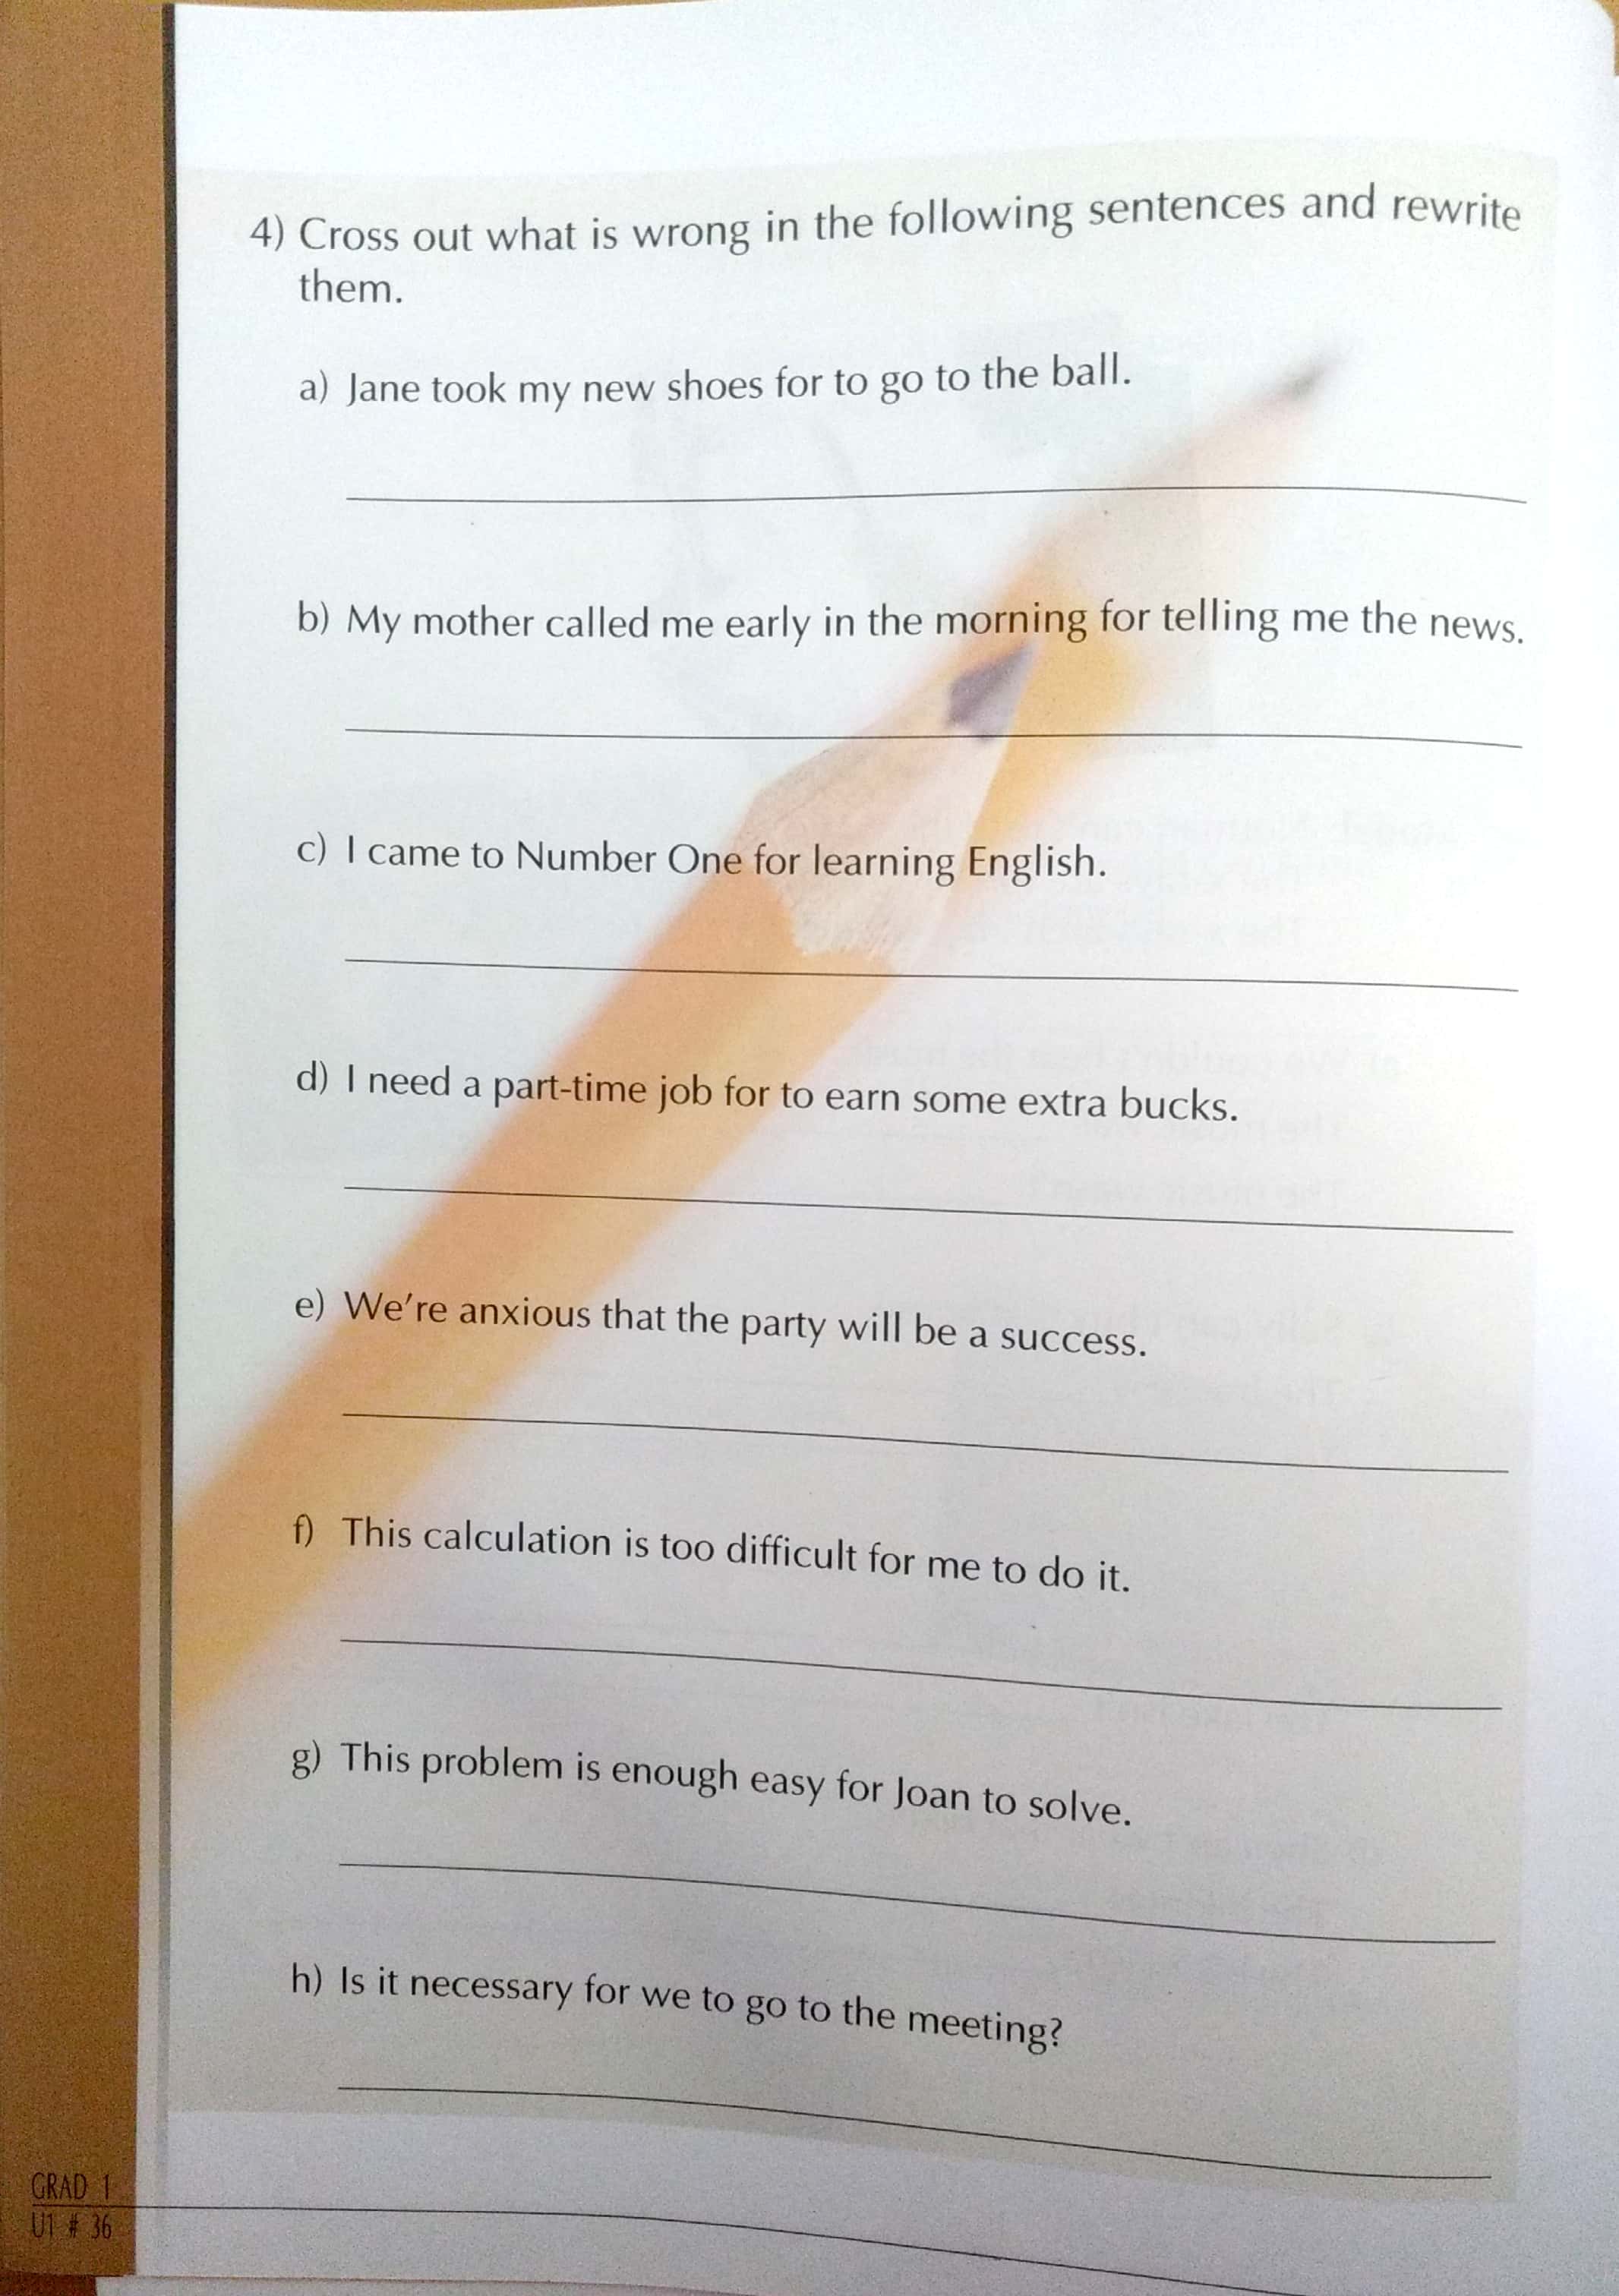 4) Cross out what is wrong in the following sentences and rewrite
them.
a) Jane took my new shoes for to go to the ball.
b) My mother called me early in the morning for telling me the news.
c) I came to Number One for learning English.
d) I need a part-time job for to earn some extra bucks.
e) We're anxious that the party will be a success.
f) This calculation is too difficult for me to do it.
g) This problem is enough easy for Joan to solve.
h) Is it necessary for we to go to the meeting?
GRAD 1
U1 # 36